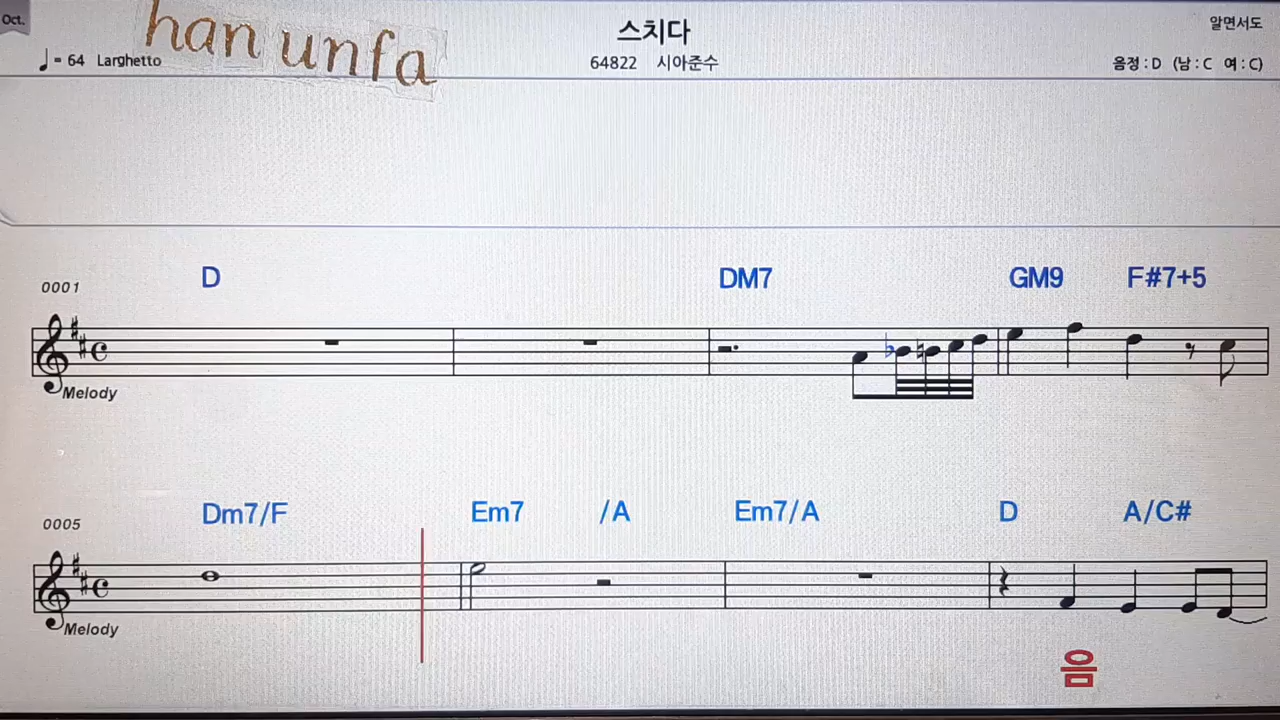 Oct.
han unfa
스치다
알면서도
♩= 64 Larghetto
64822 시아준수
음정 : D (남 : C 여 : C)
D DM7 GM9 F#7+5
0001
Melody
Dm7/F Em7 /A Em7/A D A/C#
0005
Melody
음